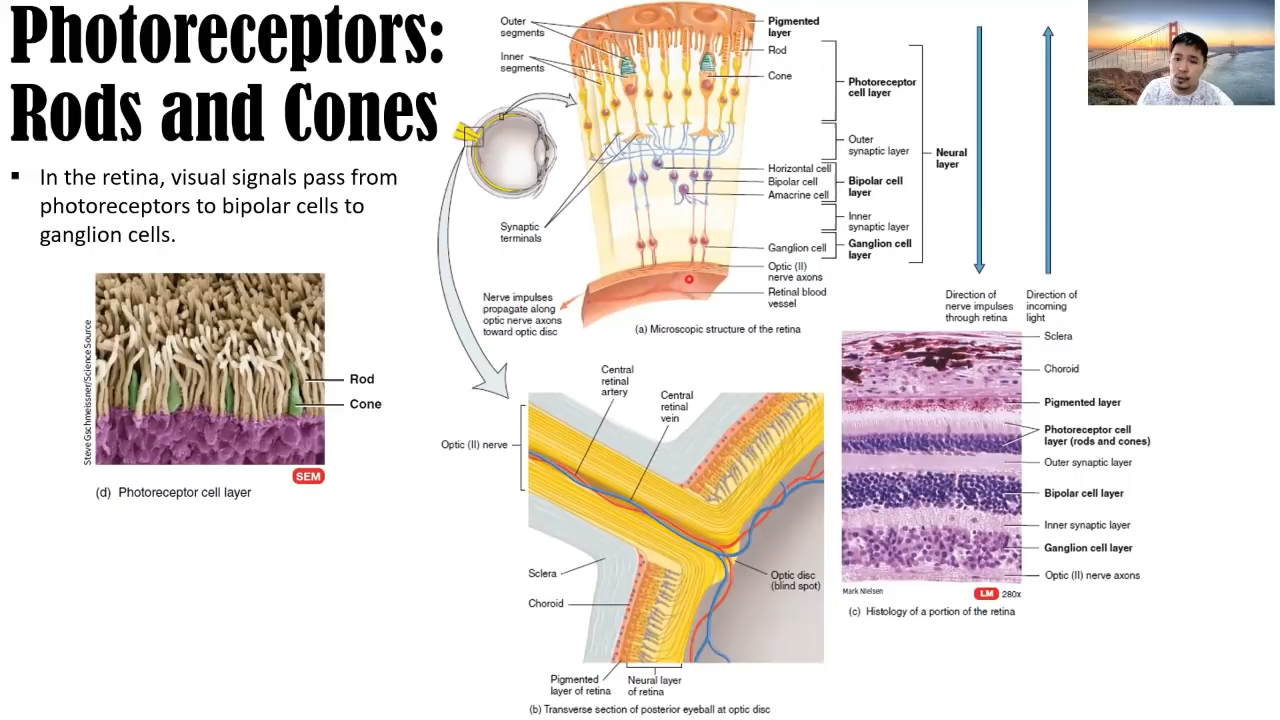 Photoreceptors:
Rods and Cones
▪ In the retina, visual signals pass from
photoreceptors to bipolar cells to
ganglion cells.
Steve Gschmeissner/Science Source
Rod
Cone
SEM
(d) Photoreceptor cell layer
Outer
segments
Inner
segments
Synaptic
terminals
Nerve impulses
propagate along
optic nerve axons
toward optic disc
Pigmented
layer
Rod
Cone
Horizontal cell
Bipolar cell
Amacrine cell
Ganglion cell
Optic (II)
nerve axons
Retinal blood
vessel
Photoreceptor
cell layer
Outer
synaptic layer
Bipolar cell
layer
Inner
synaptic layer
Ganglion cell
layer
Neural
layer
(a) Microscopic structure of the retina
Direction of
nerve impulses
through retina
Direction of
incoming
light
Central
retinal
artery
Central
retinal
vein
Optic (II) nerve
Sclera
Choroid
Optic disc
(blind spot)
Pigmented
layer of retina
Neural layer
of retina
(b) Transverse section of posterior eyeball at optic disc
Sclera
Choroid
Pigmented layer
Photoreceptor cell
layer (rods and cones)
Outer synaptic layer
Bipolar cell layer
Inner synaptic layer
Ganglion cell layer
Optic (II) nerve axons
Mark Nielsen
LM 280x
(c) Histology of a portion of the retina